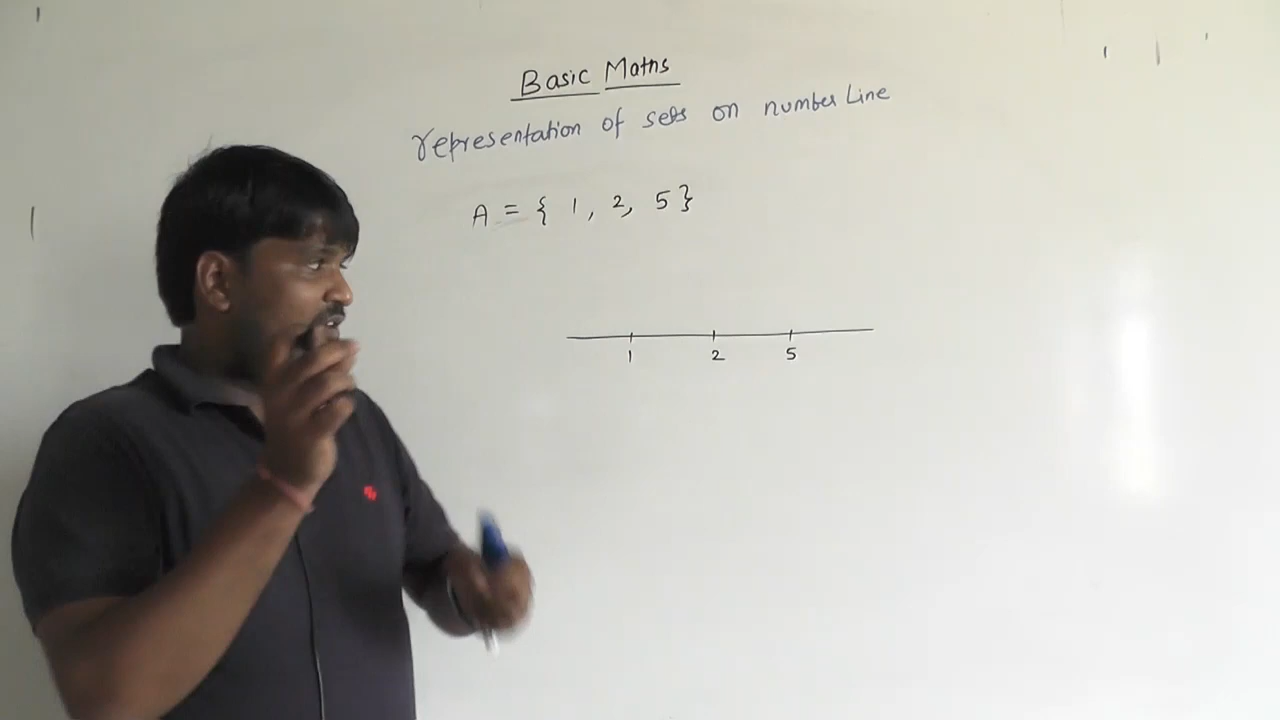 Basic Maths
representation of sets on number Line
A = { 1, 2, 5 }
1 2 5